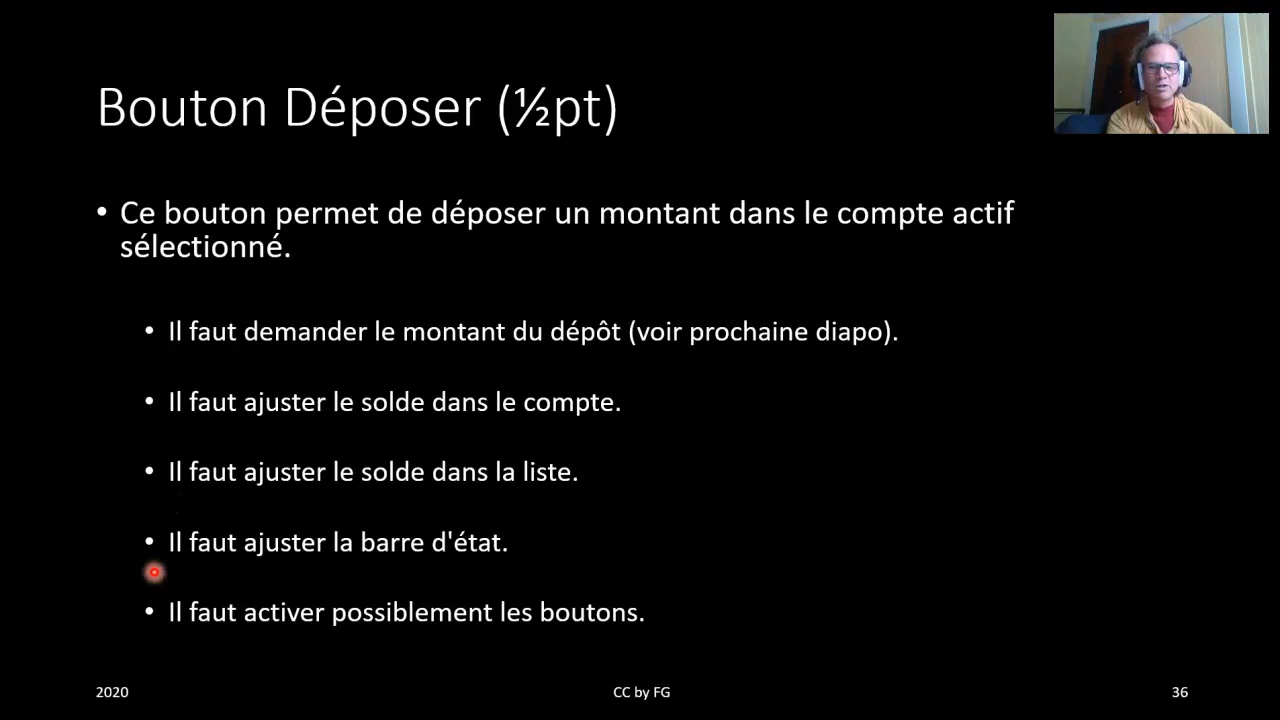 Bouton Déposer (½pt)
• Ce bouton permet de déposer un montant dans le compte actif
sélectionné.
• Il faut demander le montant du dépôt (voir prochaine diapo).
• Il faut ajuster le solde dans le compte.
• Il faut ajuster le solde dans la liste.
• Il faut ajuster la barre d'état.
• Il faut activer possiblement les boutons.
2020 CC by FG 36